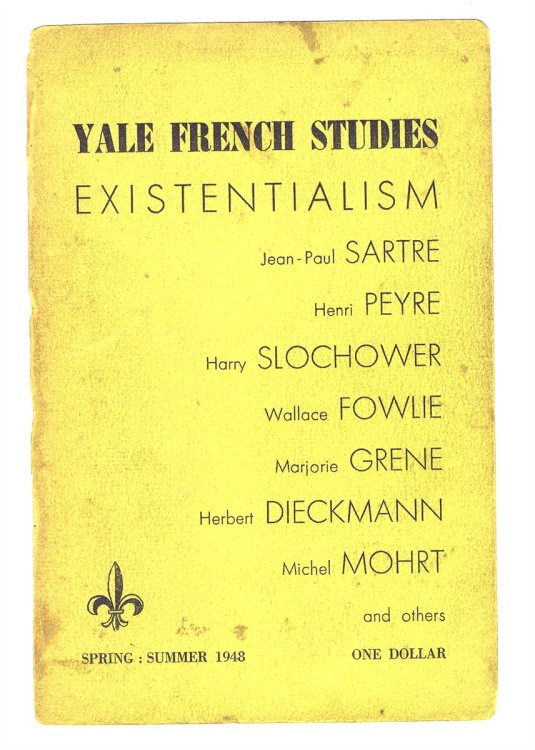 YALE FRENCH STUDIES
EXISTENTIALISM
Jean-Paul SARTRE
Henri PEYRE
Harry SLOCHOWER
Wallace FOWLIE
Marjorie GRENE
Herbert DIECKMANN
Michel MOHRT
and others
SPRING : SUMMER 1948 ONE DOLLAR